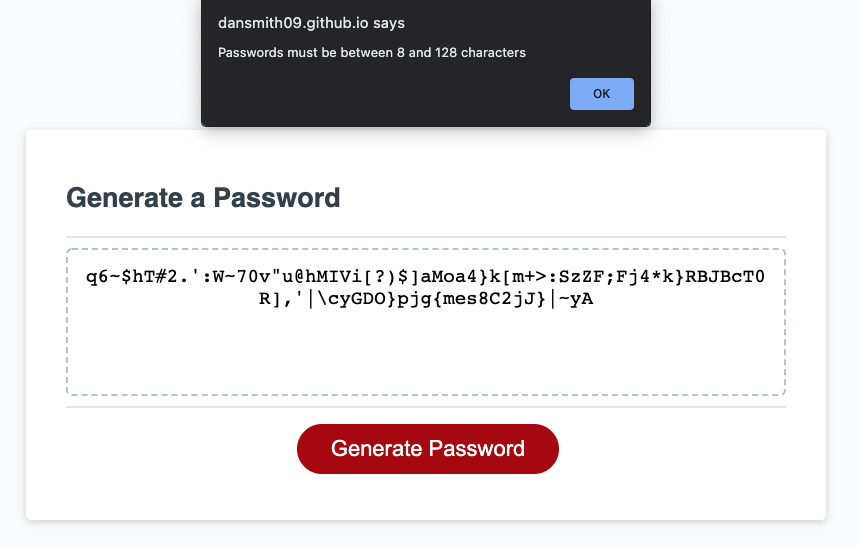 dansmith09.github.io says
Passwords must be between 8 and 128 characters
OK
Generate a Password
q6~$hT#2.':W~70v"u@hMIVi[?)$]aMoa4}k[m+>:SzZF;Fj4*k}RBJBcT0
R],'|\cyGDO}pjg{mes8C2jJ}|~yA
Generate Password